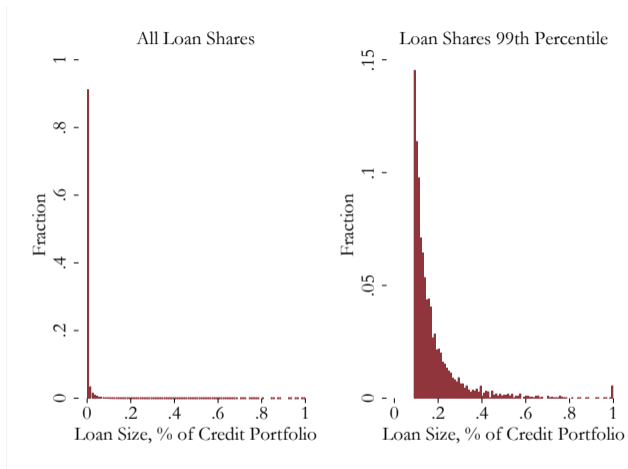 All Loan Shares
Fraction
1
.8
.6
.4
.2
0
0 .2 .4 .6 .8 1
Loan Size, % of Credit Portfolio
Loan Shares 99th Percentile
Fraction
.15
.1
.05
0
0 .2 .4 .6 .8 1
Loan Size, % of Credit Portfolio